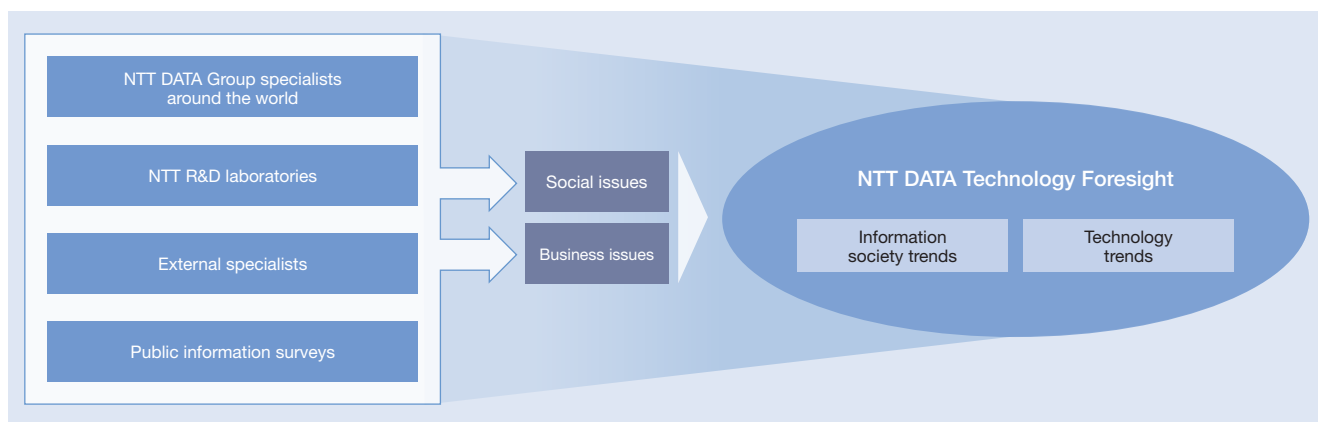 NTT DATA Group specialists
around the world
NTT R&D laboratories
External specialists
Public information surveys
Social issues
Business issues
NTT DATA Technology Foresight
Information
society trends
Technology
trends